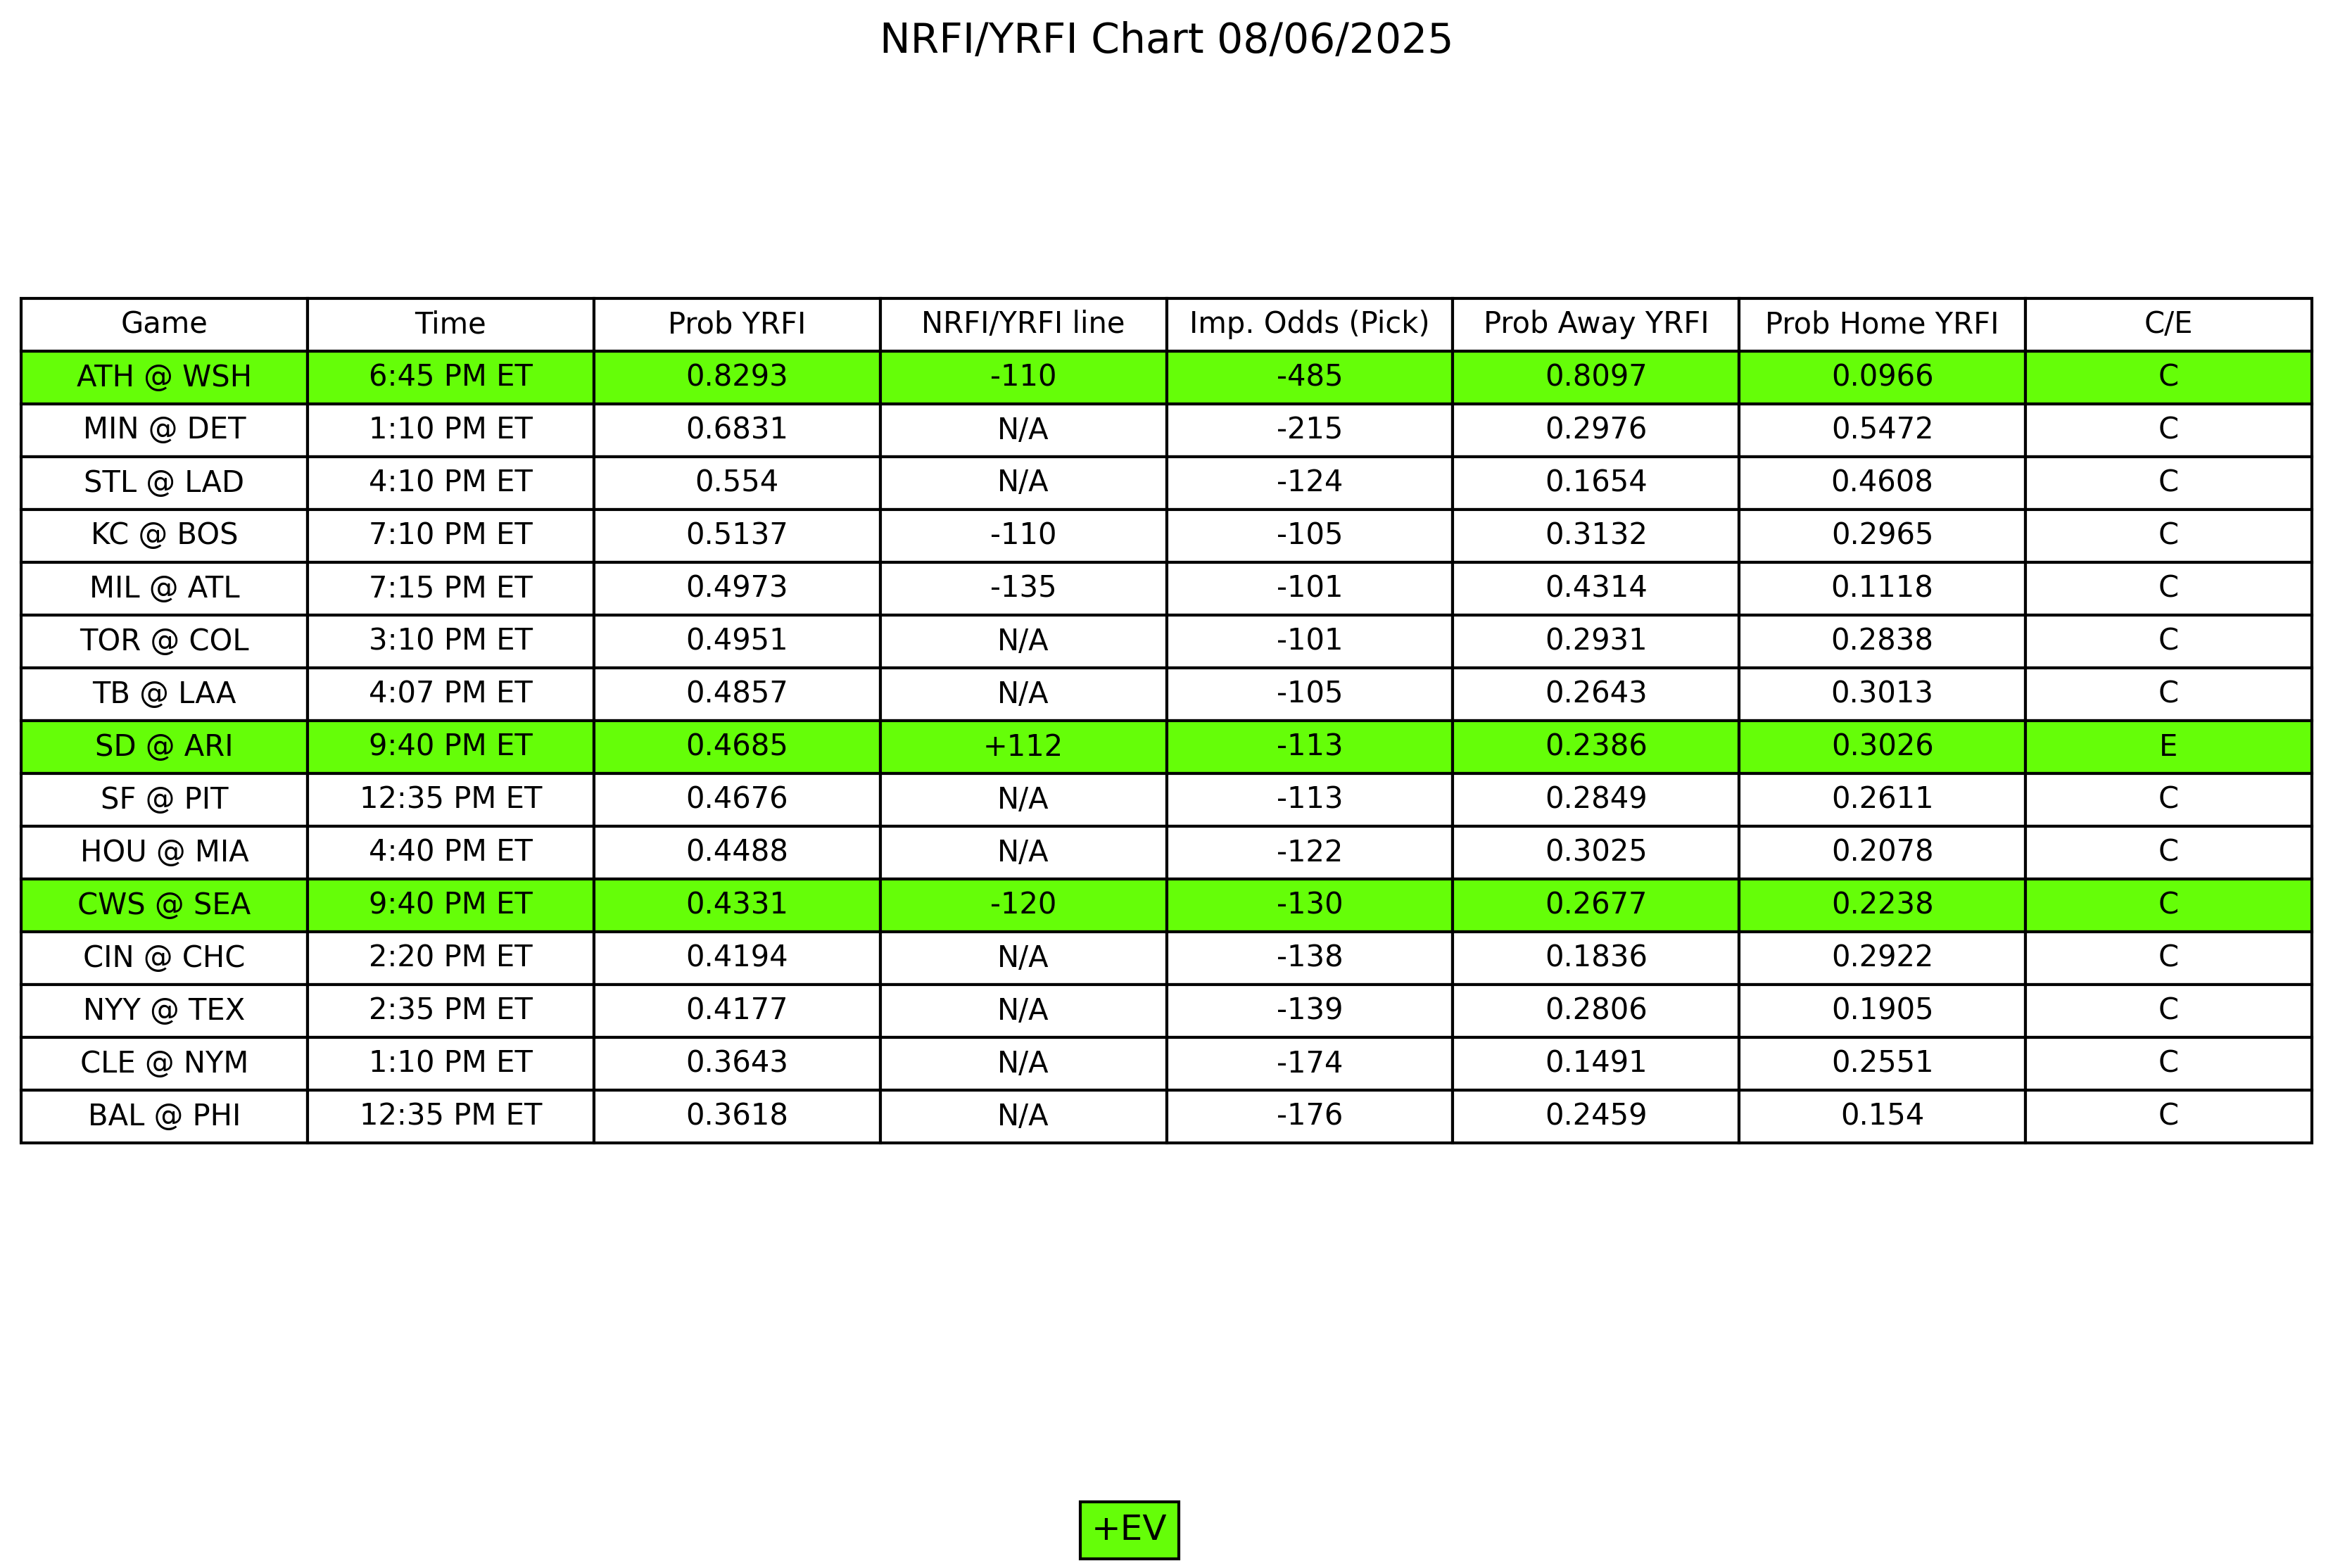 NRFI/YRFI Chart 08/06/2025
Game Time Prob YRFI NRFI/YRFI line Imp. Odds (Pick) Prob Away YRFI Prob Home YRFI C/E
ATH @ WSH 6:45 PM ET 0.8293 -110 -485 0.8097 0.0966 C
MIN @ DET 1:10 PM ET 0.6831 N/A -215 0.2976 0.5472 C
STL @ LAD 4:10 PM ET 0.554 N/A -124 0.1654 0.4608 C
KC @ BOS 7:10 PM ET 0.5137 -110 -105 0.3132 0.2965 C
MIL @ ATL 7:15 PM ET 0.4973 -135 -101 0.4314 0.1118 C
TOR @ COL 3:10 PM ET 0.4951 N/A -101 0.2931 0.2838 C
TB @ LAA 4:07 PM ET 0.4857 N/A -105 0.2643 0.3013 C
SD @ ARI 9:40 PM ET 0.4685 +112 -113 0.2386 0.3026 E
SF @ PIT 12:35 PM ET 0.4676 N/A -113 0.2849 0.2611 C
HOU @ MIA 4:40 PM ET 0.4488 N/A -122 0.3025 0.2078 C
CWS @ SEA 9:40 PM ET 0.4331 -120 -130 0.2677 0.2238 C
CIN @ CHC 2:20 PM ET 0.4194 N/A -138 0.1836 0.2922 C
NYY @ TEX 2:35 PM ET 0.4177 N/A -139 0.2806 0.1905 C
CLE @ NYM 1:10 PM ET 0.3643 N/A -174 0.1491 0.2551 C
BAL @ PHI 12:35 PM ET 0.3618 N/A -176 0.2459 0.154 C
+EV